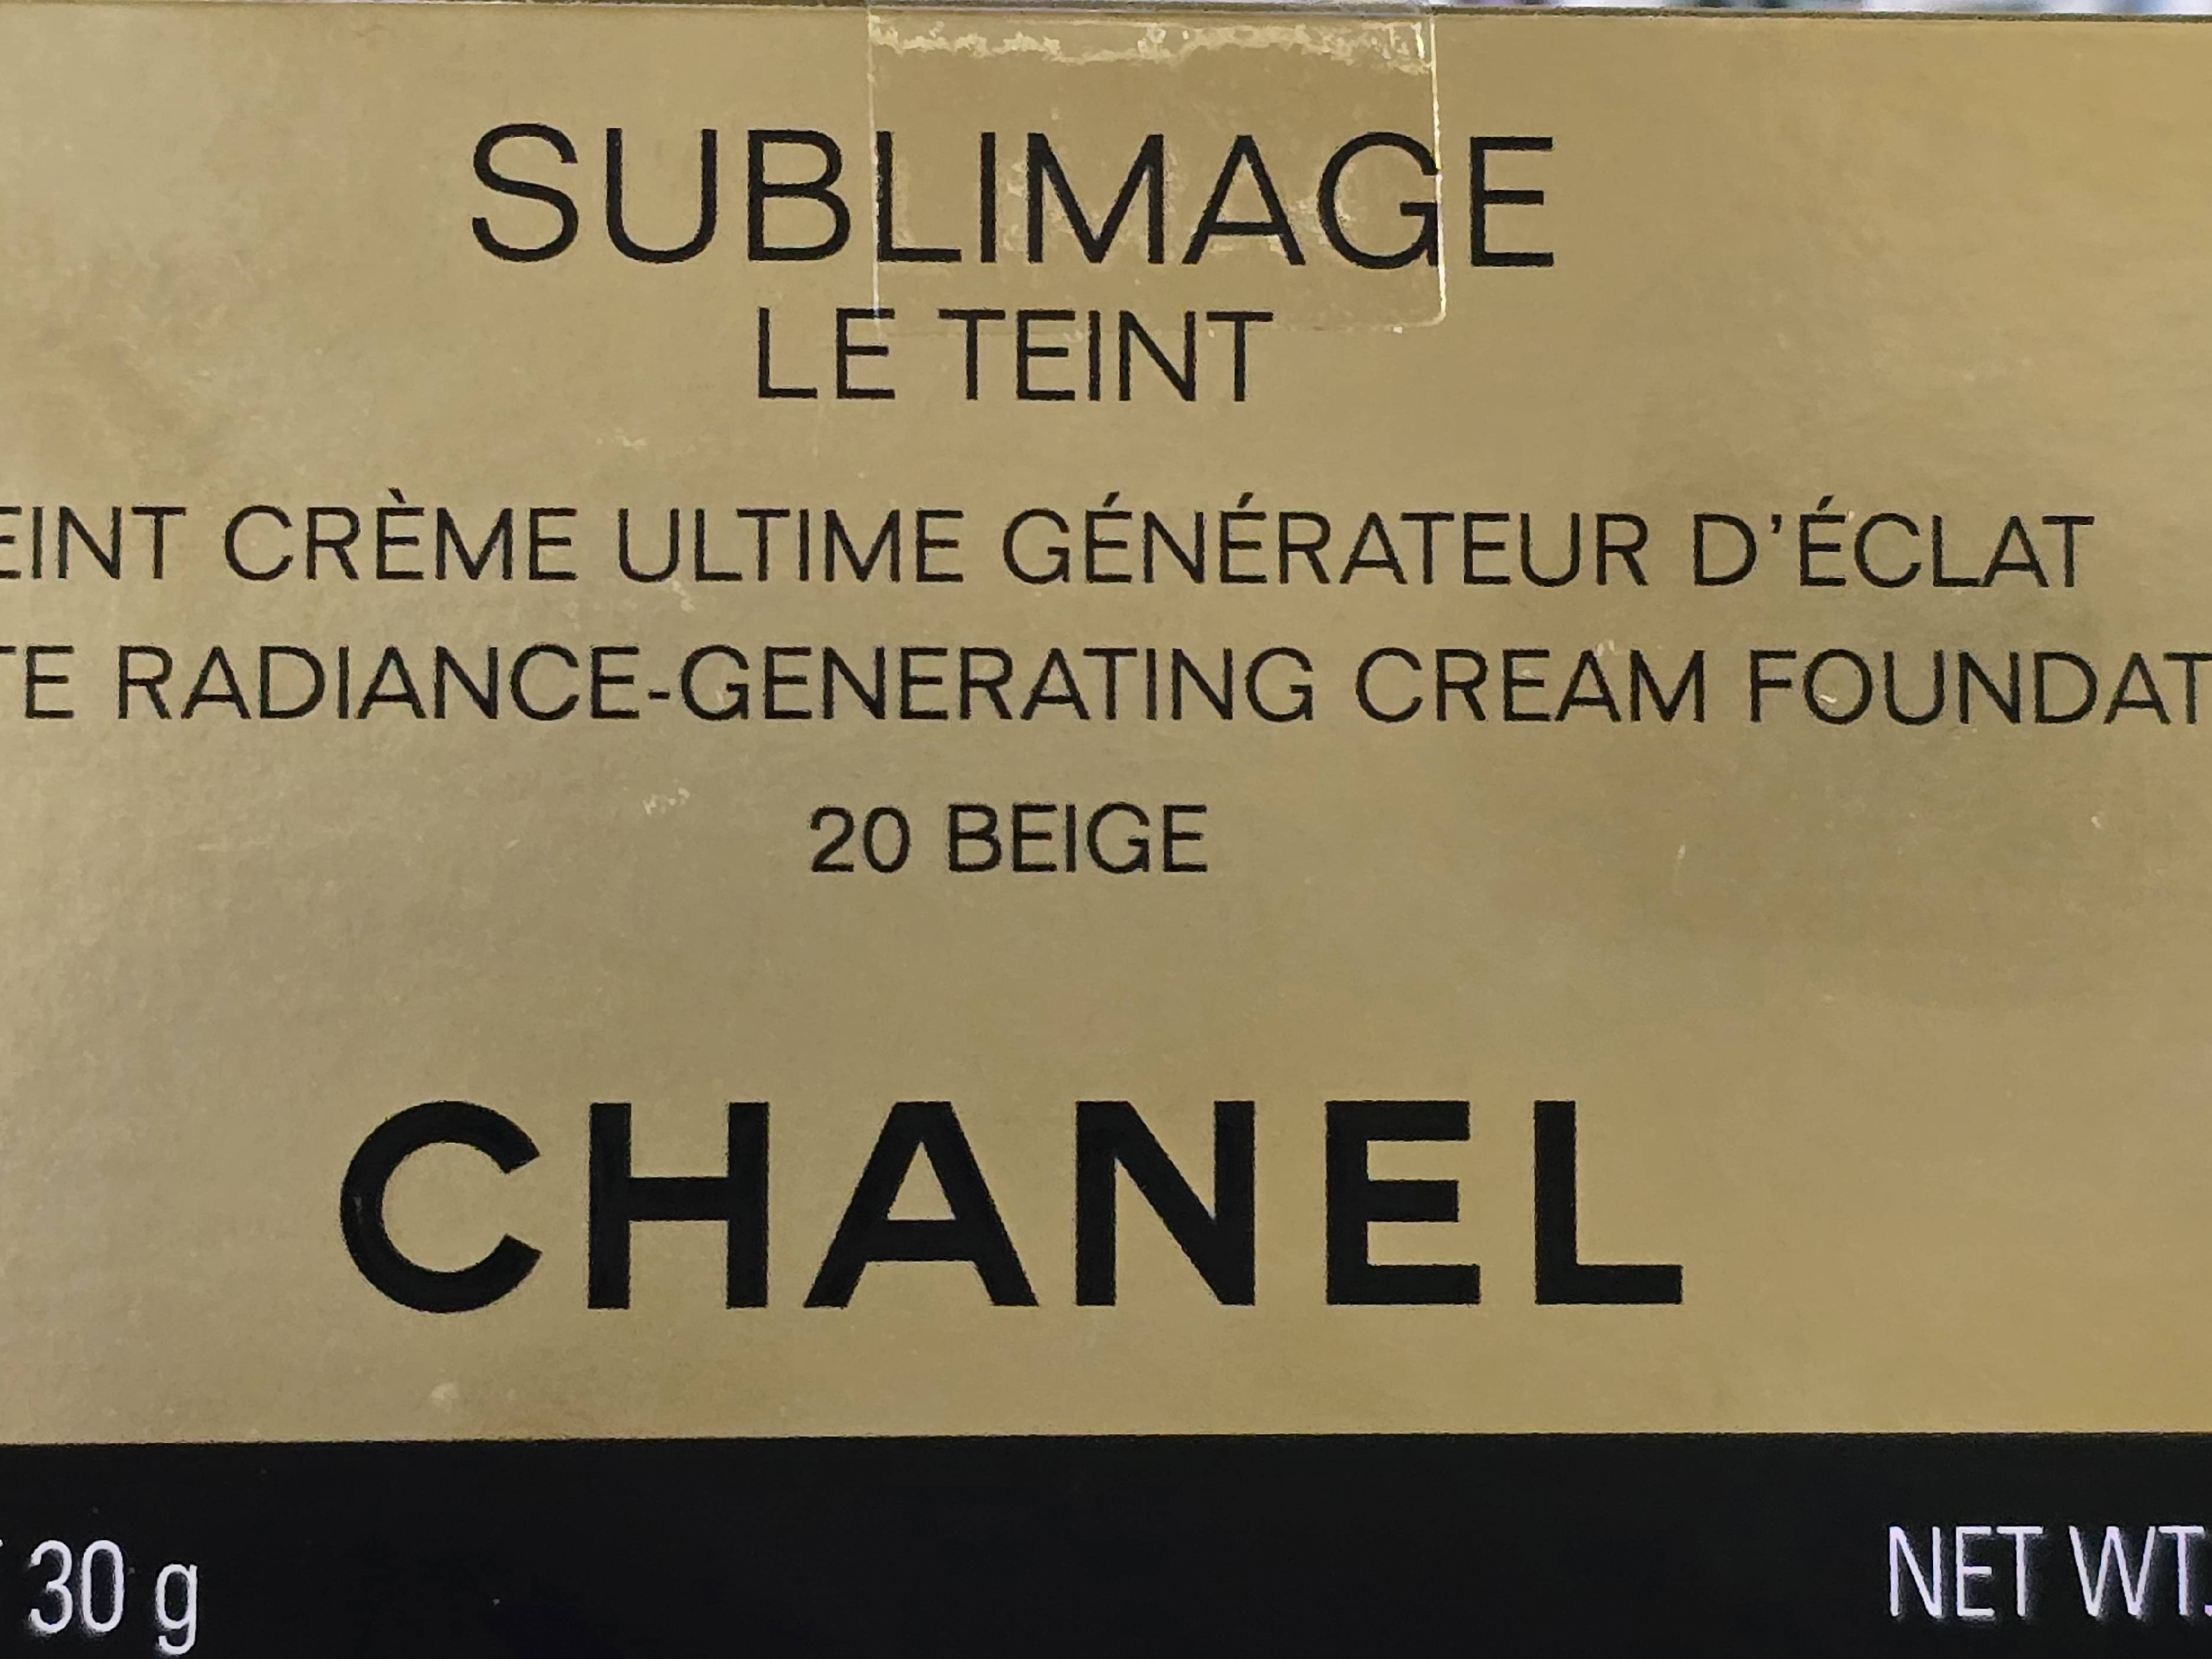 SUBLIMAGE
LE TEINT
EINT CRÈME ULTIME GÉNÉRATEUR D'ÉCLAT
TE RADIANCE-GENERATING CREAM FOUNDAT
20 BEIGE
CHANEL
30 g NET WT.